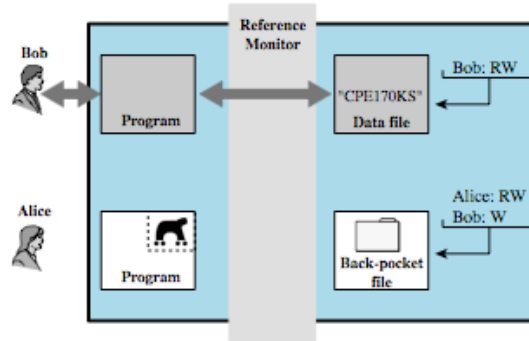 Reference
Monitor
Bob
Bob: RW
"CPE170KS"
Program
Data file
Alice: RW
Alice
Bob: W
Program
Back-pocket
file